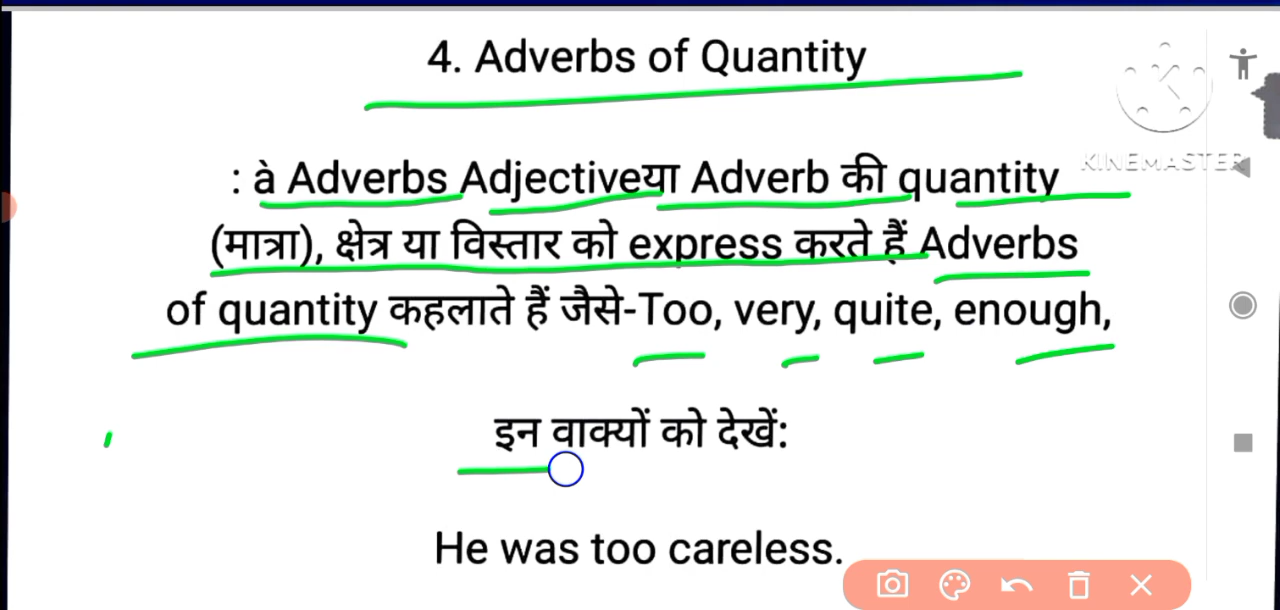 4. Adverbs of Quantity
KINEMASTER
: à Adverbs Adjectiveया Adverb की quantity
(मात्रा), क्षेत्र या विस्तार को express करते हैं Adverbs
of quantity कहलाते हैं जैसे-Too, very, quite, enough,
इन वाक्यों को देखें:
He was too careless.